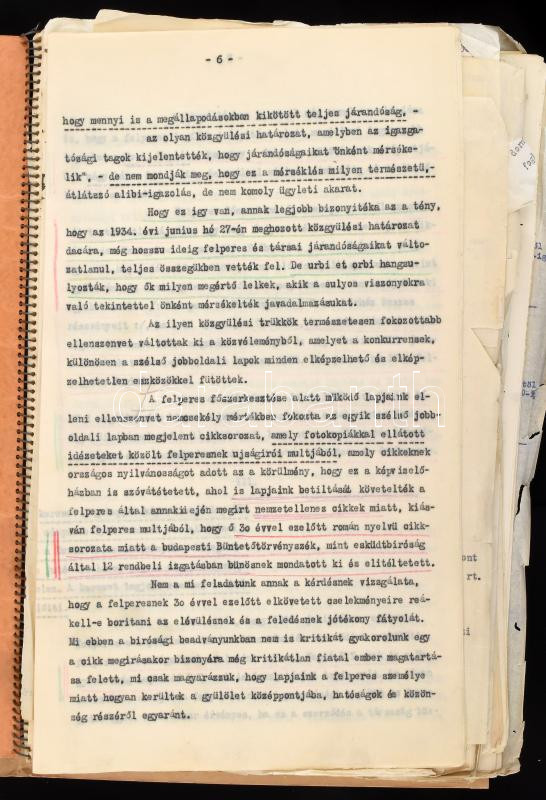 - 6 -
hogy mennyi is a megállapodásokban kikötött teljes járandóság, -
az olyan közgyülési határozat, amelyben az igazga-
tósági tagok kijelentették, hogy járandóságaikat "önként mérséke-
lik", - de nem mondják meg, hogy ez a mérséklés milyen természetü,-
átlátszó alibi-igazolás, de nem komoly ügyleti akarat.
Hogy ez igy van, annak legjobb bizonyitéka az a tény,
hogy az 1934. évi junius hó 27-én meghozott közgyülési határozat
dacára, még hosszu ideig felperes és társai járandóságaikat válto-
zatlanul, teljes összegükben vették fel. De urbi et orbi hangsu-
lyozták, hogy ők milyen megértő lelkek, akik a sulyos viszonyokra
való tekintettel önként mérsékelték javadalmazásukat.
Az ilyen közgyülési trükkök természetesen fokozottabb
ellenszenvet váltottak ki a közvéleményből, amelyet a konkurrensek,
különösen a szélső jobboldali lapok minden elképzelhető és elkép-
zelhetetlen eszközökkel fütöttek.
A felperes főszerkesztése alatt müködő lapjaink el-
leni ellenszenvet nemcsekély mértékben fokozta az egyik szélső jobb-
oldali lapban megjelent cikksorozat, amely fotokopiákkal ellátott
idézeteket közölt felperesnek ujságirói multjából, amely cikkeknek
országos nyilvánosságot adott az a körülmény, hogy ez a képviselő-
házban is szóvátétetett, ahol is lapjaink betiltását követelték a
felperes által annakidején megirt nemzetellenes cikkek miatt, kiás-
ván felperes multjából, hogy ő 3o évvel ezelőtt román nyelvü cikk-
sorozata miatt a budapesti Büntetőtörvényszék, mint esküdtbiróság
által 12 rendbeli izgatásban bünösnek mondatott ki és elitéltetett.
Nem a mi feladatunk annak a kérdésnek vizsgálata,
hogy a felperesnek 3o évvel ezelőtt elkövetett cselekményeire reá-
kell-e boritani az elévülésnek és a feledésnek jótékony fátyolát.
Mi ebben a birósági beadványunkban nem is kritikát gyakorolunk egy
a cikk megirásakor bizonyára még kritikátlan fiatal ember magatartá-
sa felett, mi csak magyarázzuk, hogy lapjaink a felperes személye
miatt hogyan kerültek a gyülölet középpontjába, hatóságok és közön-
ség részéről egyaránt.